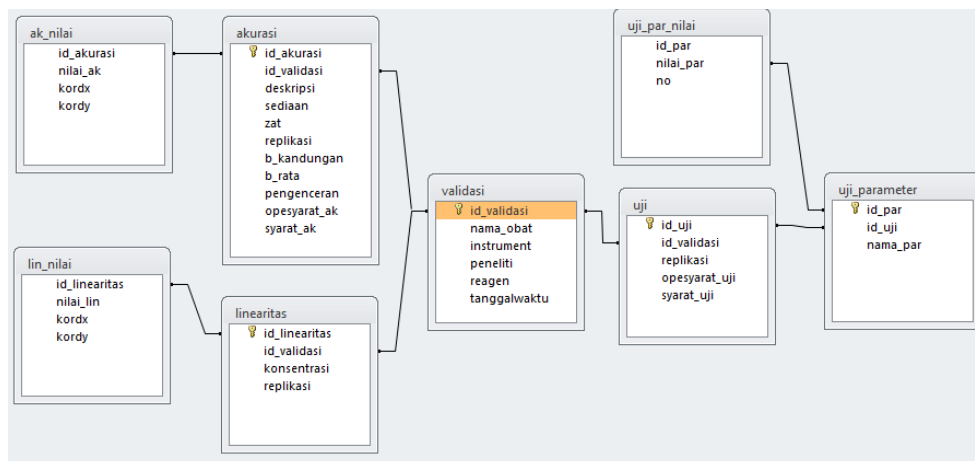 ak_nilai
id_akurasi
nilai_ak
kordx
kordy
akurasi
id_akurasi
id_validasi
deskripsi
sediaan
zat
replikasi
b_kandungan
b_rata
pengenceran
opesyarat_ak
syarat_ak
lin_nilai
id_linearitas
nilai_lin
kordx
kordy
linearitas
id_linearitas
id_validasi
konsentrasi
replikasi
validasi
id_validasi
nama_obat
instrument
peneliti
reagen
tanggalwaktu
uji_par_nilai
id_par
nilai_par
no
uji
id_uji
id_validasi
replikasi
opesyarat_uji
syarat_uji
uji_parameter
id_par
id_uji
nama_par